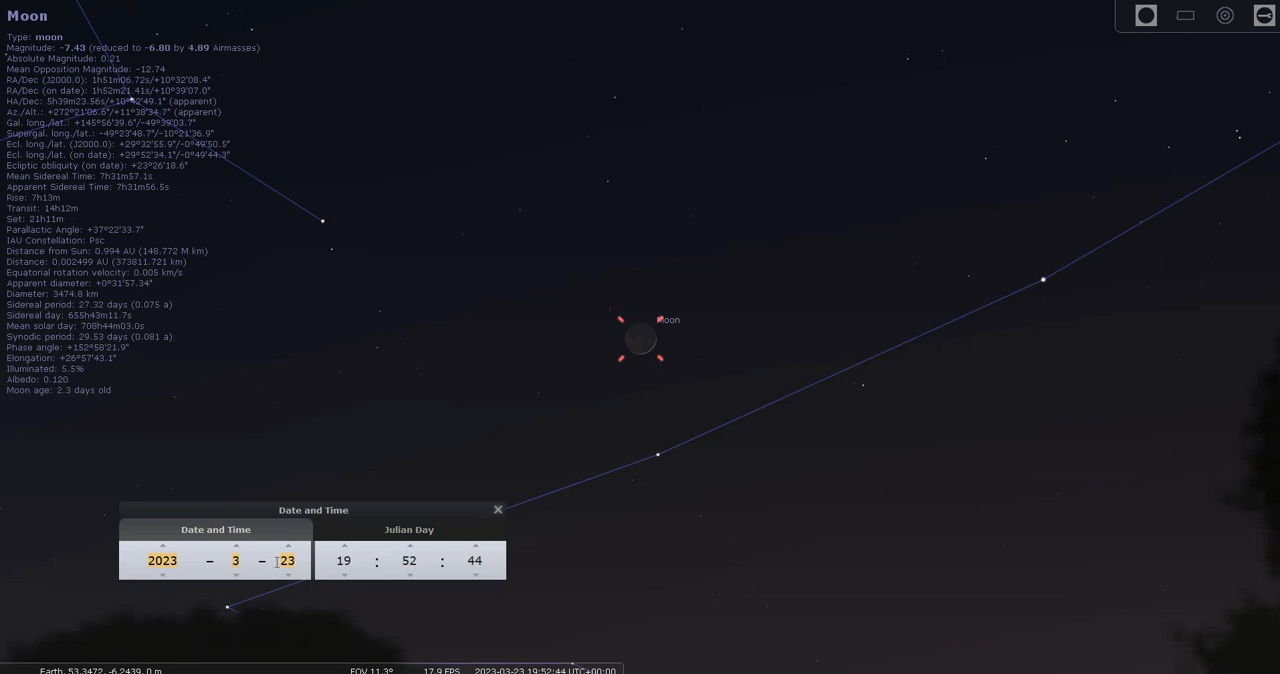 Moon
Type: moon
Magnitude: -7.43 (reduced to -6.80 by 4.89 Airmasses)
Absolute Magnitude: 0.21
Mean Opposition Magnitude: -12.74
RA/Dec (J2000.0): 1h51m06.72s/+10°32'08.4"
RA/Dec (on date): 1h52m21.41s/+10°39'07.0"
HA/Dec: 5h39m23.56s/+10°42'49.1" (apparent)
Az./Alt.: +272°21'06.6"/+11°38'34.7" (apparent)
Gal. long./lat.: +145°56'39.6"/-49°39'03.7"
Supergal. long./lat.: -49°23'48.7"/-10°21'36.9"
Ecl. long./lat. (J2000.0): +29°32'55.9"/-0°49'50.5"
Ecl. long./lat. (on date): +29°52'34.1"/-0°49'44.3"
Ecliptic obliquity (on date): +23°26'18.6"
Mean Sidereal Time: 7h31m57.1s
Apparent Sidereal Time: 7h31m56.5s
Rise: 7h13m
Transit: 14h12m
Set: 21h11m
Parallactic Angle: +37°22'33.7"
IAU Constellation: Psc
Distance from Sun: 0.994 AU (148.772 M km)
Distance: 0.002499 AU (373811.721 km)
Equatorial rotation velocity: 0.005 km/s
Apparent diameter: +0°31'57.34"
Diameter: 3474.8 km
Sidereal period: 27.32 days (0.075 a)
Sidereal day: 655h43m11.7s
Mean solar day: 708h44m03.0s
Synodic period: 29.53 days (0.081 a)
Phase angle: +152°58'21.9"
Elongation: +26°57'43.1"
Illuminated: 5.5%
Albedo: 0.120
Moon age: 2.3 days old
Moon
Date and Time
Date and Time Julian Day
2023 - 3 - 23 19 : 52 : 44
Earth, 53.3472, -6.2439, 0 m FOV 11.3° 17.9 FPS 2023-03-23 19:52:44 UTC+00:00